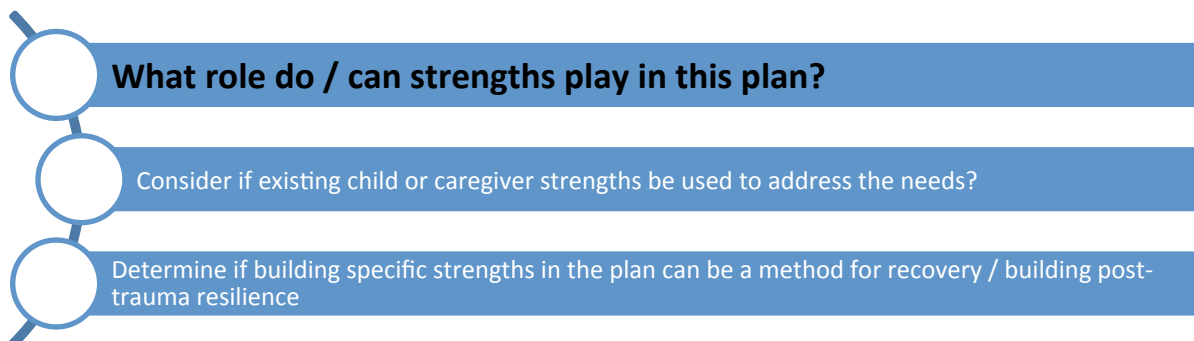 What role do / can strengths play in this plan?
Consider if existing child or caregiver strengths be used to address the needs?
Determine if building specific strengths in the plan can be a method for recovery / building post-
trauma resilience